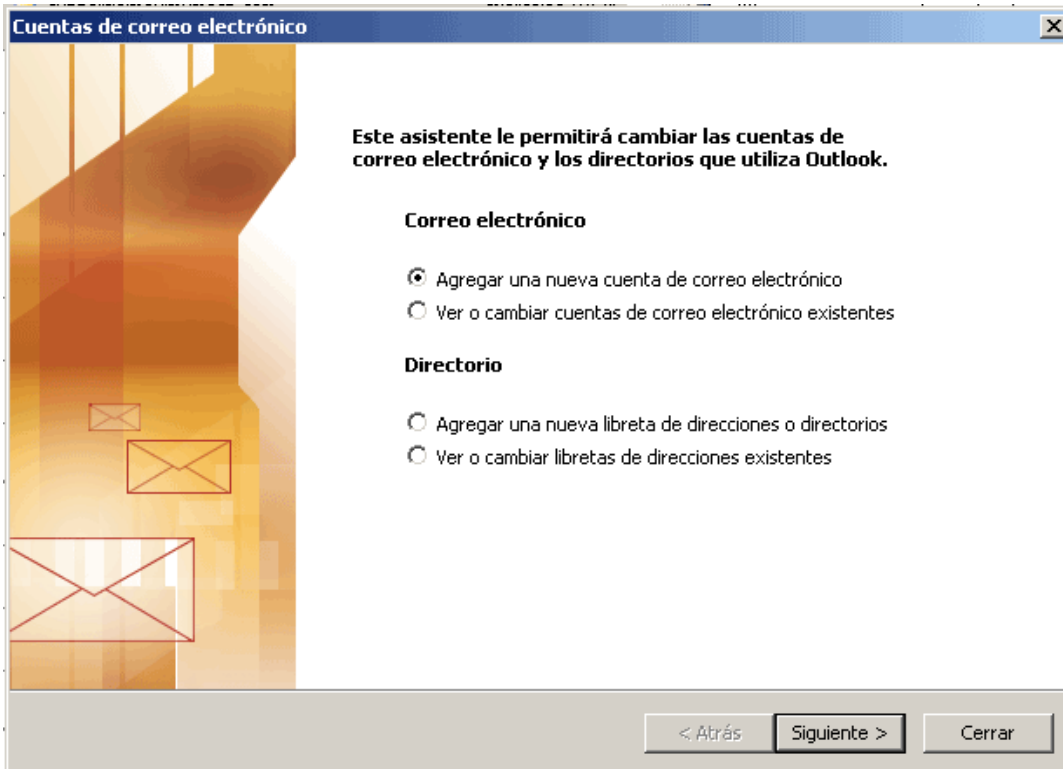 Cuentas de correo electrónico
Este asistente le permitirá cambiar las cuentas de
correo electrónico y los directorios que utiliza Outlook.
Correo electrónico
Agregar una nueva cuenta de correo electrónico
Ver o cambiar cuentas de correo electrónico existentes
Directorio
Agregar una nueva libreta de direcciones o directorios
Ver o cambiar libretas de direcciones existentes
< Atrás
Siguiente >
Cerrar